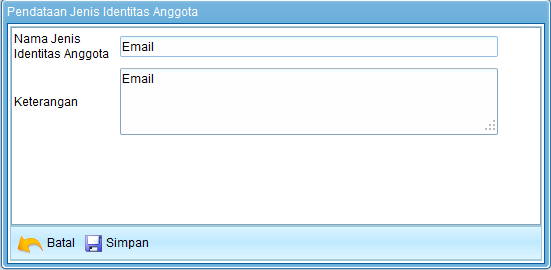 Pendataan Jenis Identitas Anggota
Nama Jenis
Identitas Anggota
Email
Keterangan
Email
Batal Simpan